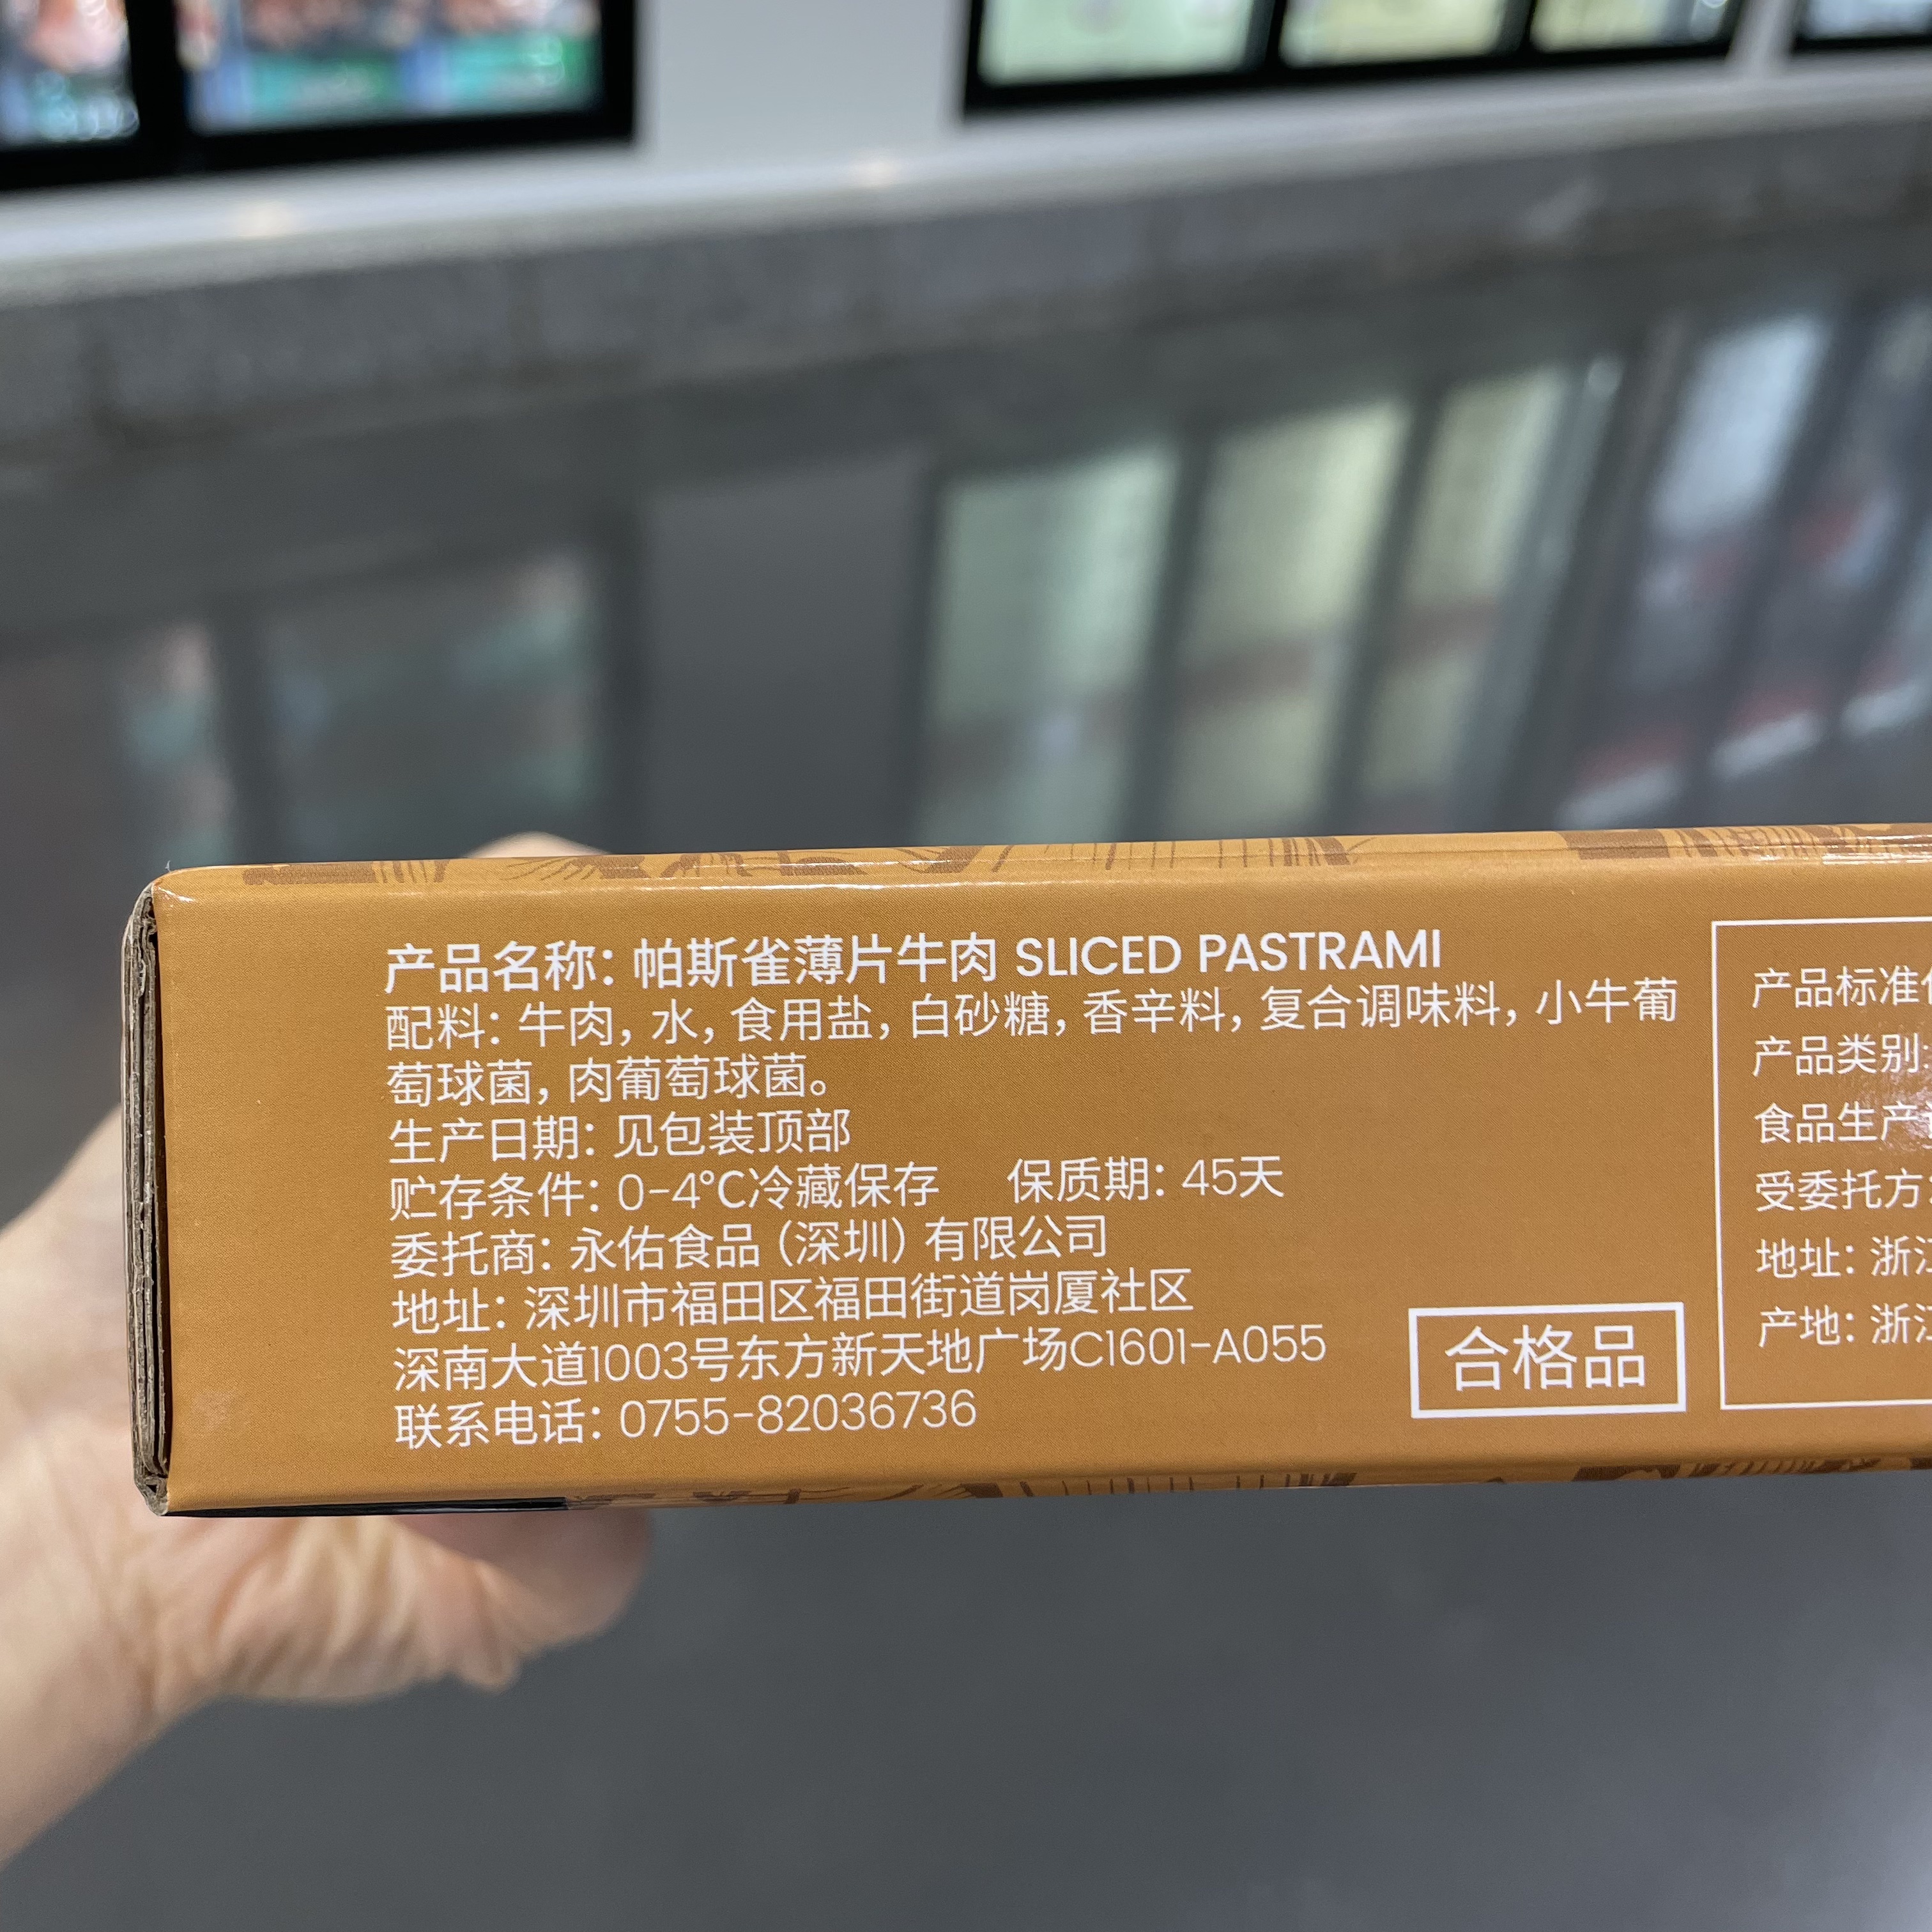 产品名称：帕斯雀薄片牛肉 SLICED PASTRAMI
配料：牛肉，水，食用盐，白砂糖，香辛料，复合调味料，小牛葡
萄球菌，肉葡萄球菌。
生产日期：见包装顶部
贮存条件：0-4℃冷藏保存 保质期：45天
委托商：永佑食品（深圳）有限公司
地址：深圳市福田区福田街道岗厦社区
深南大道1003号东方新天地广场C1601-A055
联系电话：0755-82036736
合格品
产品标准
产品类别：
食品生产
受委托方
地址：浙江
产地：浙江